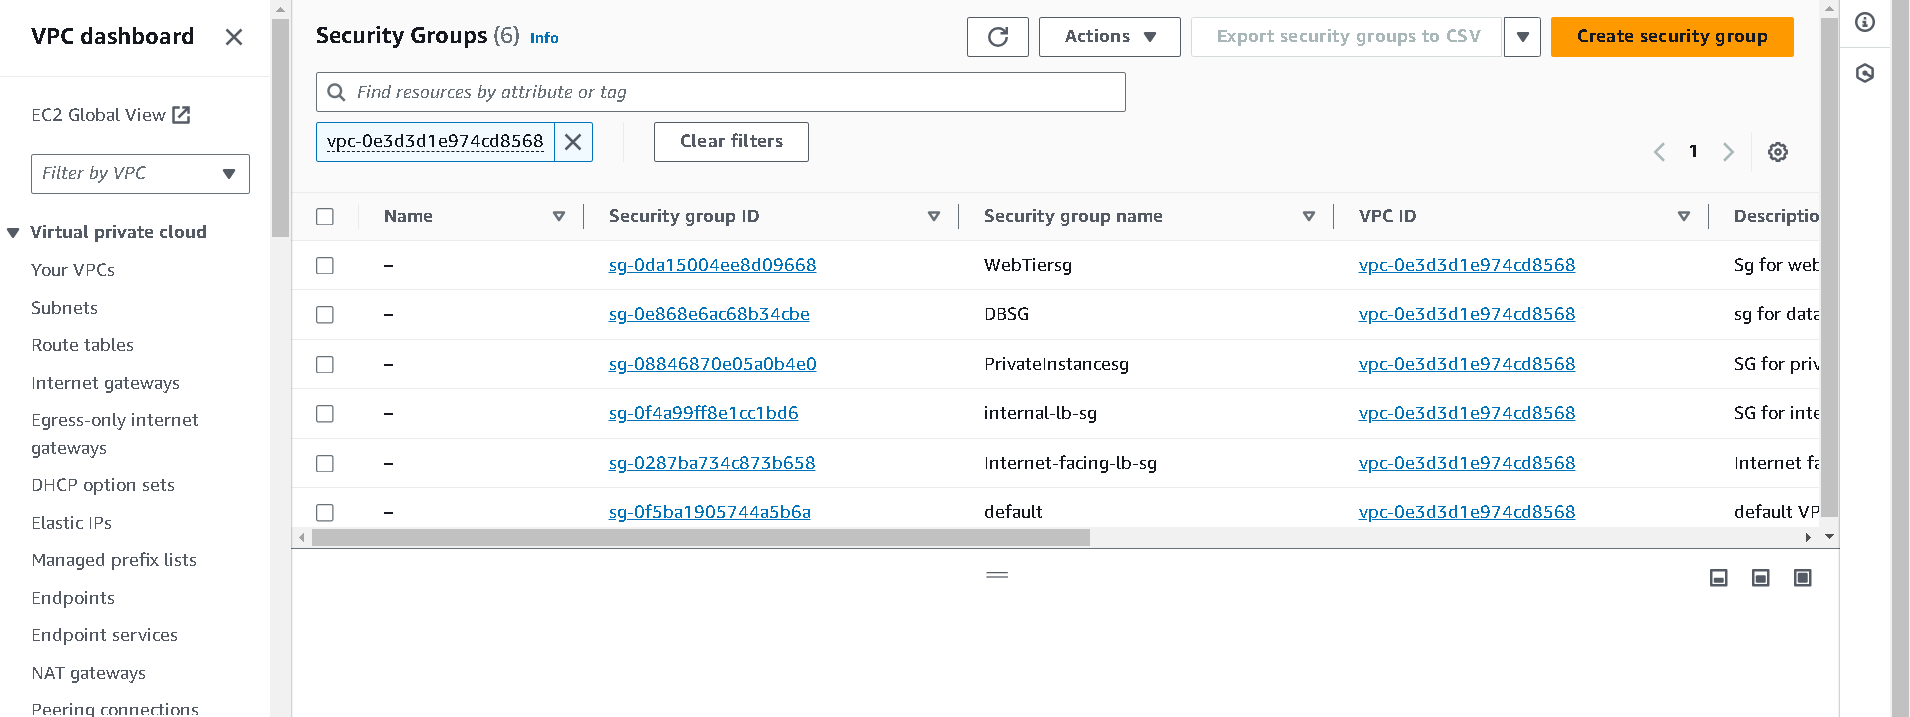 VPC dashboard
EC2 Global View
Filter by VPC
Virtual private cloud
Your VPCs
Subnets
Route tables
Internet gateways
Egress-only internet
gateways
DHCP option sets
Elastic IPs
Managed prefix lists
Endpoints
Endpoint services
NAT gateways
Peering connections
Security Groups (6) Info
Actions
Export security groups to CSV
Create security group
Find resources by attribute or tag
vpc-0e3d3d1e974cd8568
Clear filters
1
Name Security group ID Security group name VPC ID Descriptio
– sg-0da15004ee8d09668 WebTiersg vpc-0e3d3d1e974cd8568 Sg for web
– sg-0e868e6ac68b34cbe DBSG vpc-0e3d3d1e974cd8568 sg for data
– sg-08846870e05a0b4e0 PrivateInstancesg vpc-0e3d3d1e974cd8568 SG for priv
– sg-0f4a99ff8e1cc1bd6 internal-lb-sg vpc-0e3d3d1e974cd8568 SG for inte
– sg-0287ba734c873b658 Internet-facing-lb-sg vpc-0e3d3d1e974cd8568 Internet fa
– sg-0f5ba1905744a5b6a default vpc-0e3d3d1e974cd8568 default VP